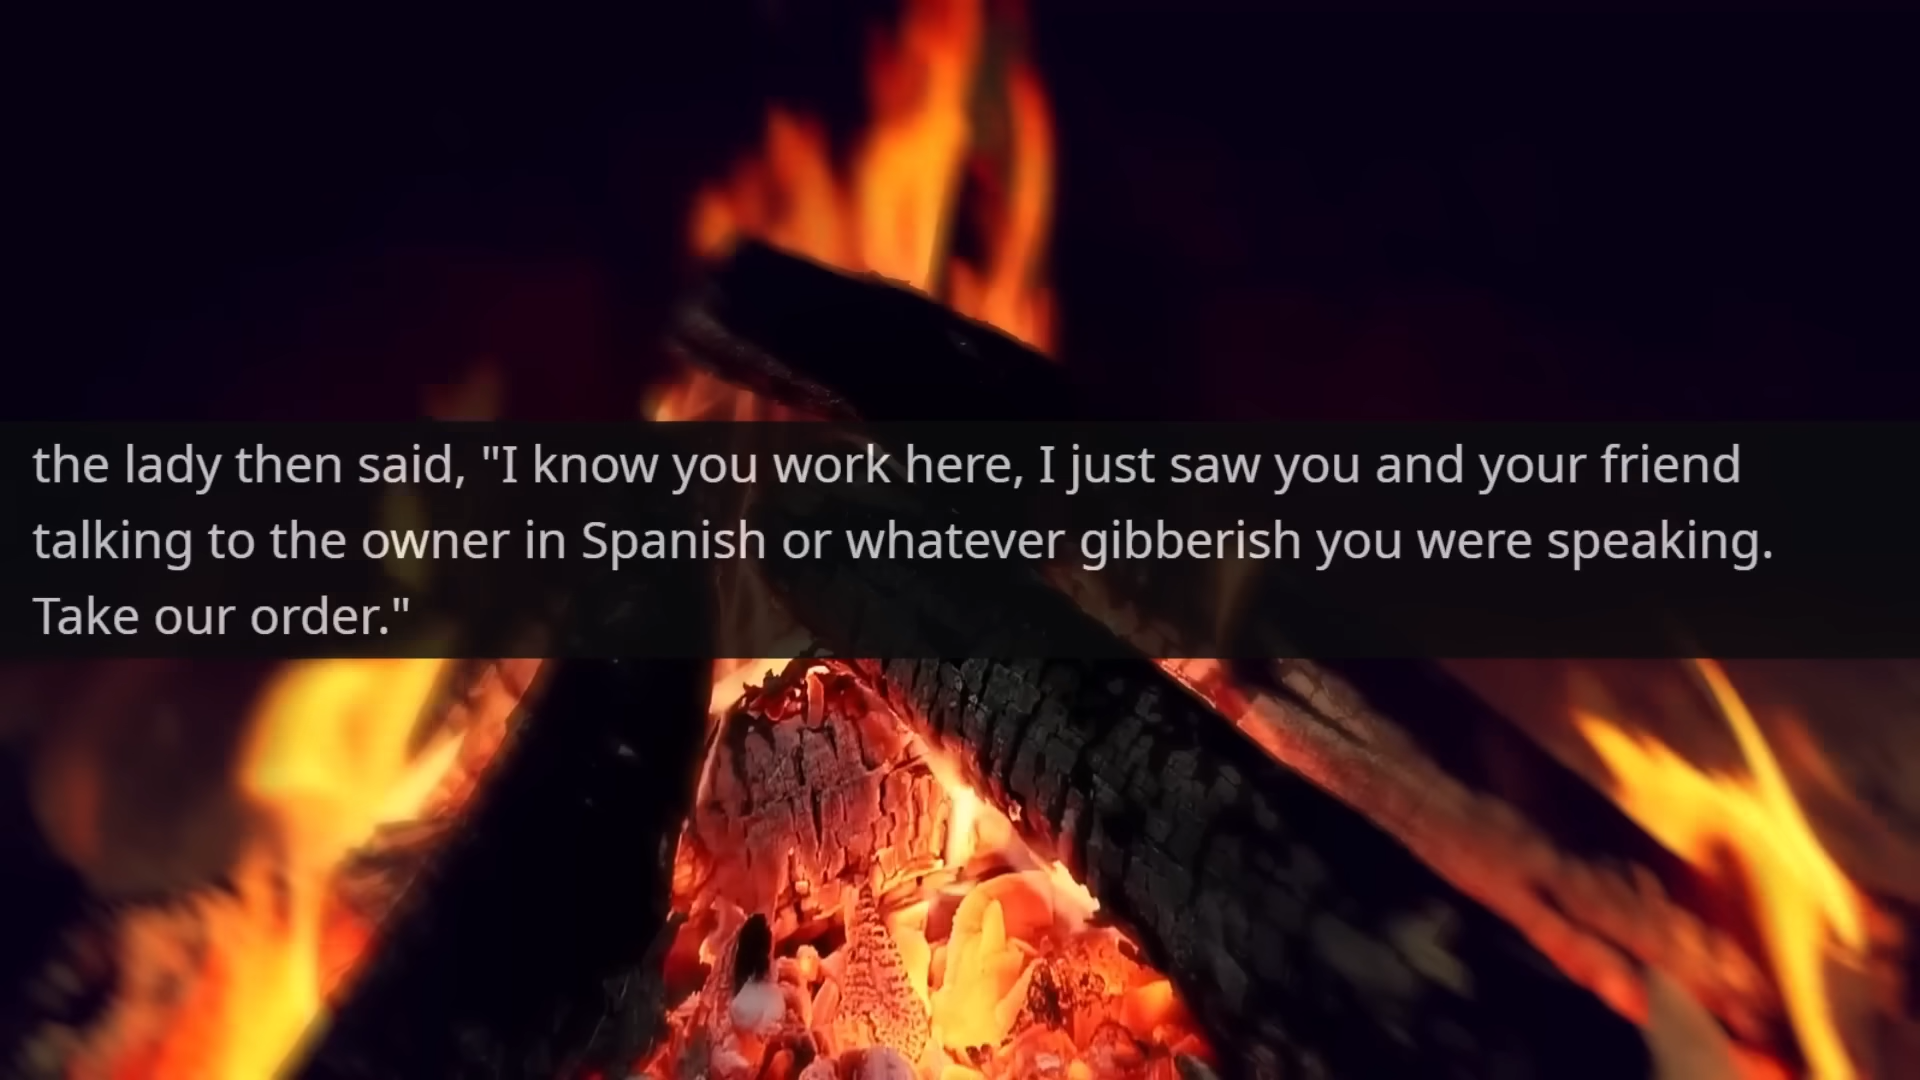 the lady then said, "I know you work here, I just saw you and your friend
talking to the owner in Spanish or whatever gibberish you were speaking.
Take our order."